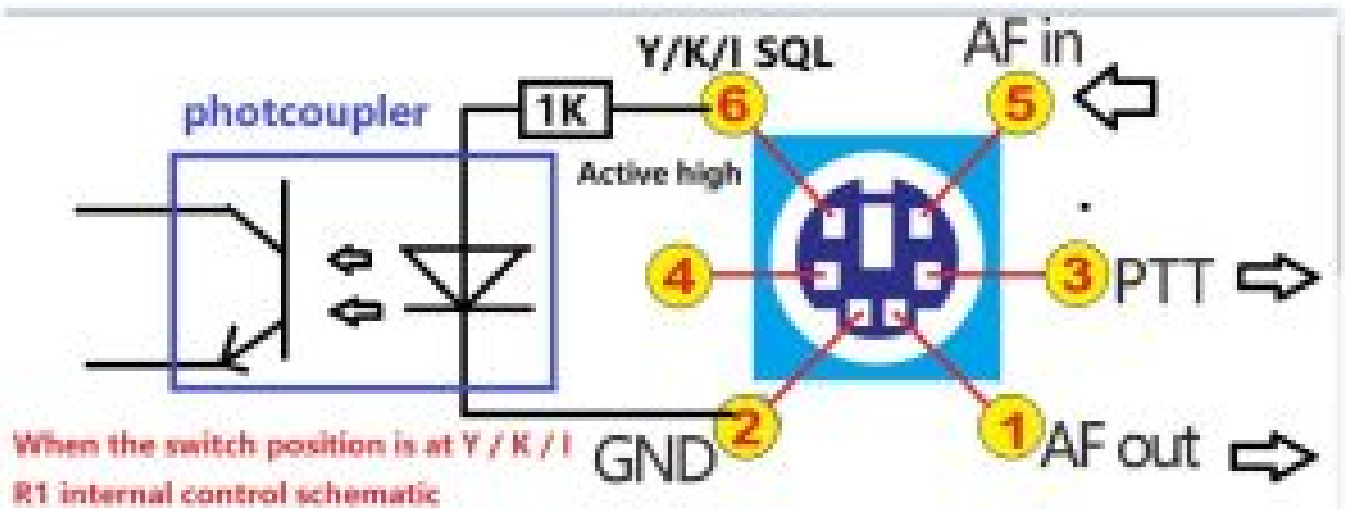 Y/K/I SQL
AF in
photcoupler
1K
6
5
Active high
4
3
PTT
2
1
GND
AF out
When the switch position is at Y / K / I
R1 internal control schematic